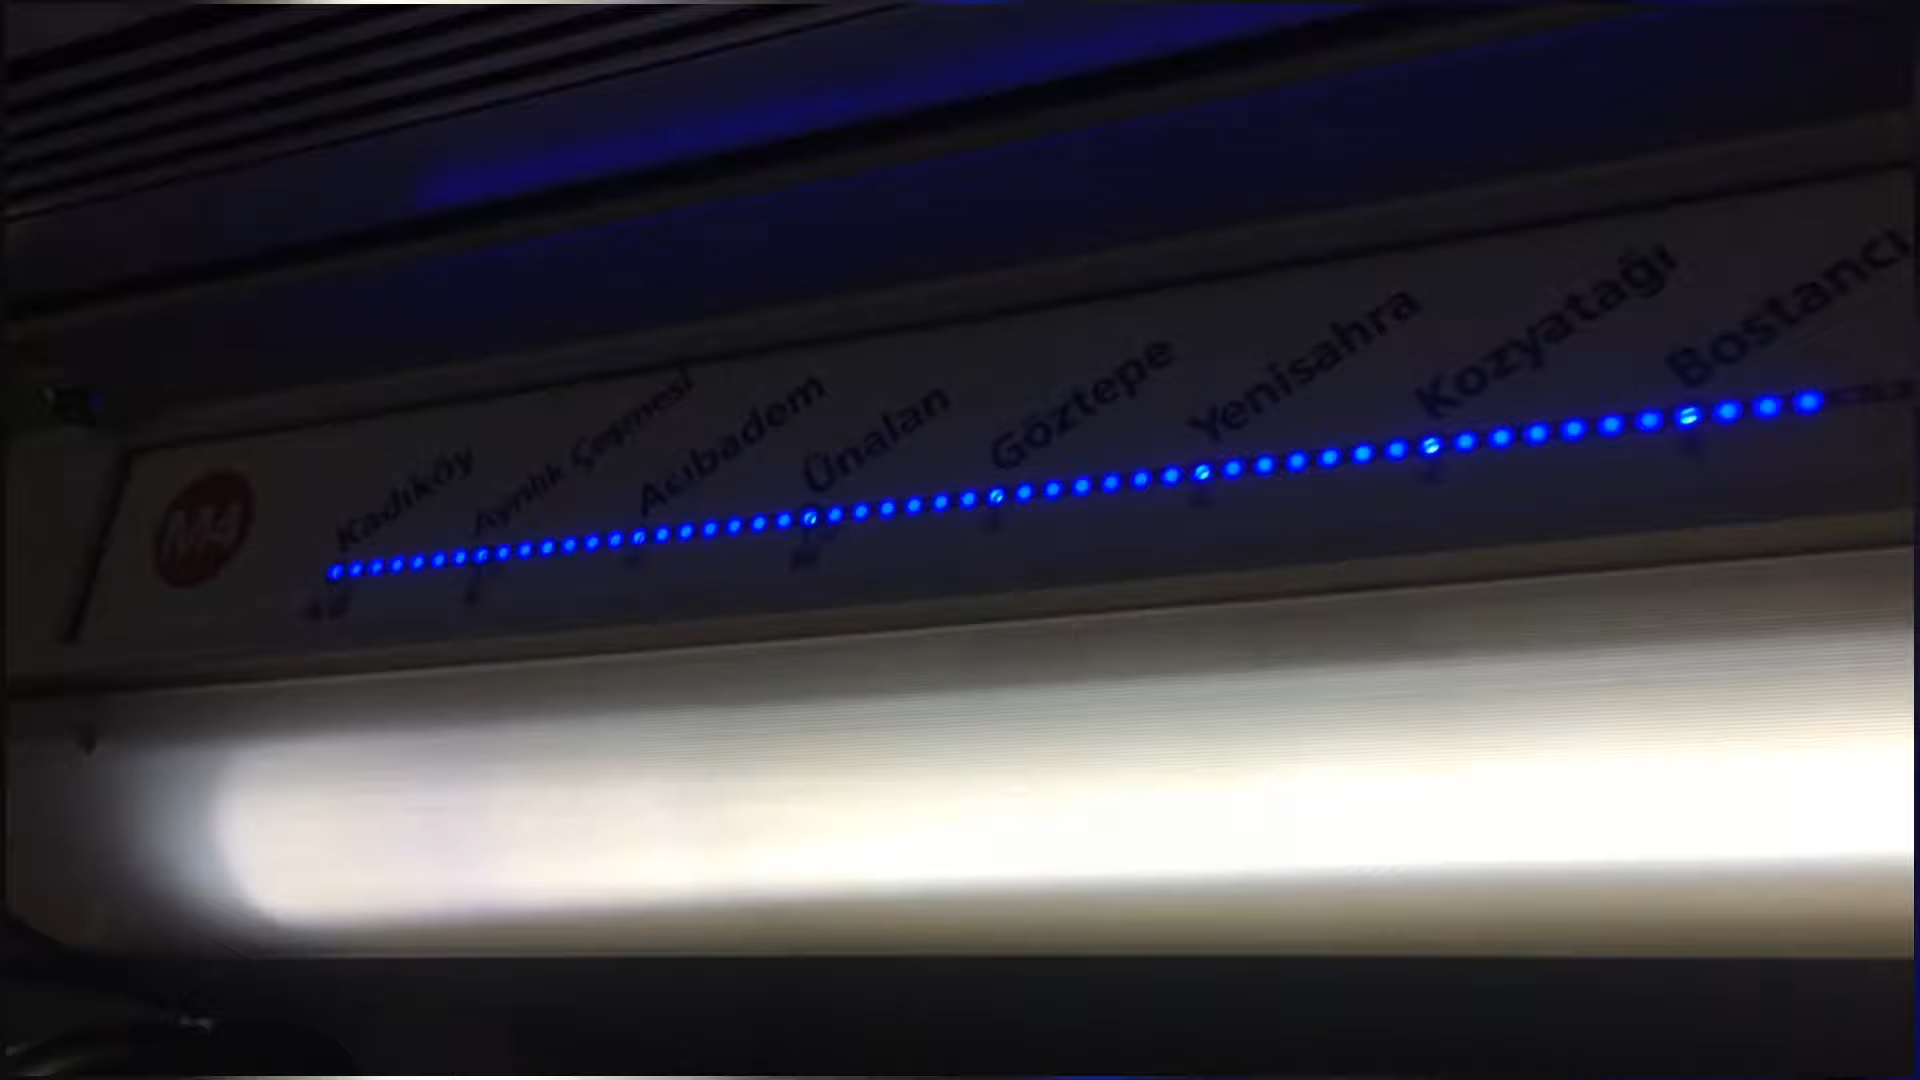 M4
Kadıköy
Ayrılık Çeşmesi
Acıbadem
Ünalan
Göztepe
Yenisahra
Kozyatağı
Bostancı